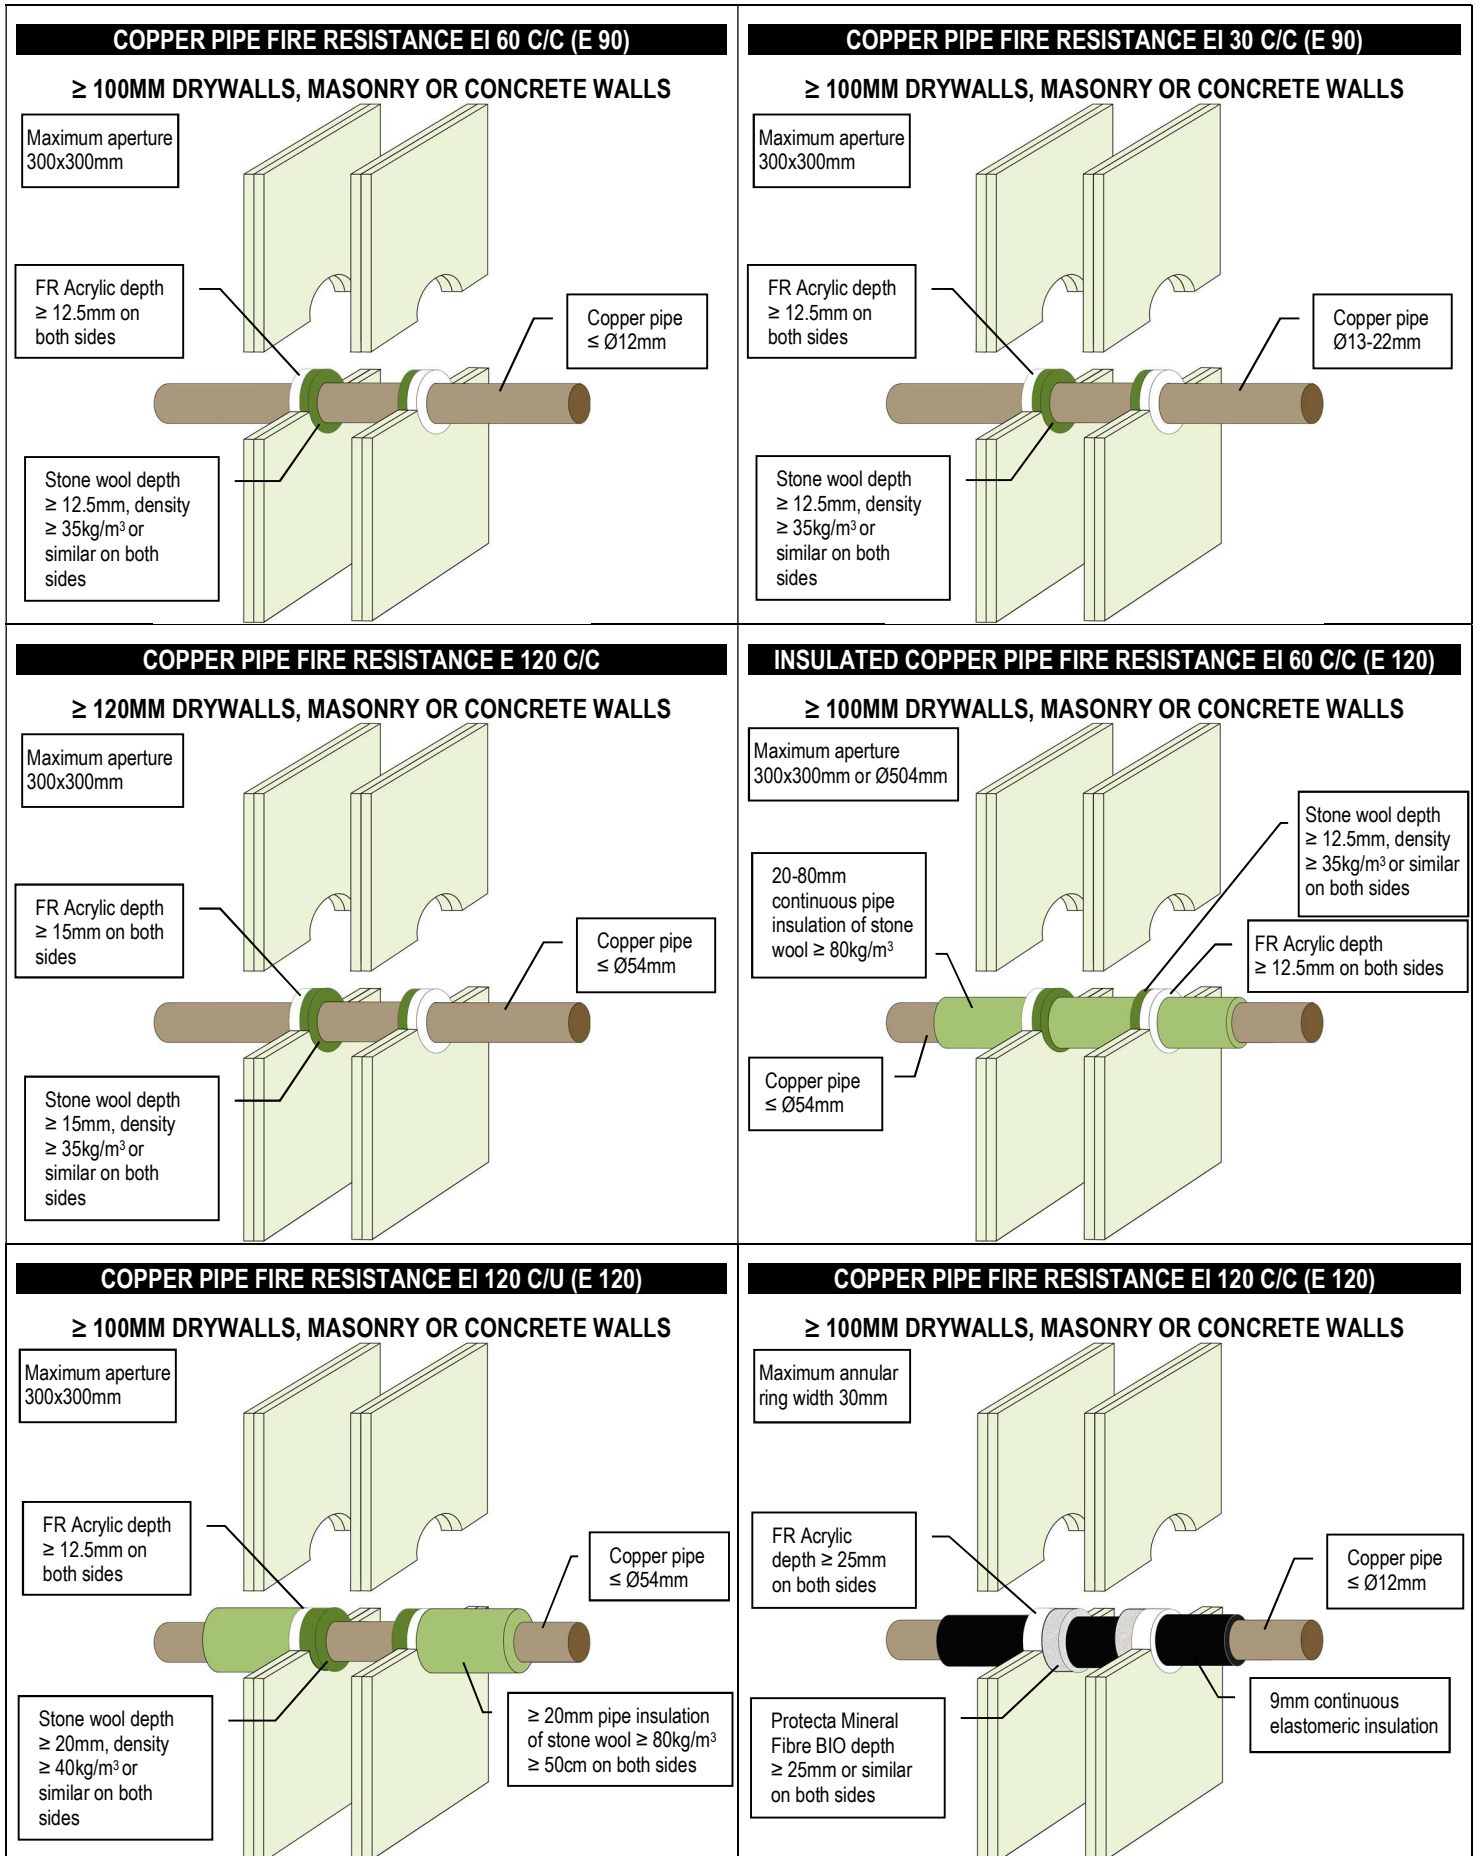 COPPER PIPE FIRE RESISTANCE EI 60 C/C (E 90)
≥ 100MM DRYWALLS, MASONRY OR CONCRETE WALLS
Maximum aperture
300x300mm
FR Acrylic depth
≥ 12.5mm on
both sides
Copper pipe
≤ Ø12mm
Stone wool depth
≥ 12.5mm, density
≥ 35kg/m³ or
similar on both
sides
COPPER PIPE FIRE RESISTANCE EI 30 C/C (E 90)
≥ 100MM DRYWALLS, MASONRY OR CONCRETE WALLS
Maximum aperture
300x300mm
FR Acrylic depth
≥ 12.5mm on
both sides
Copper pipe
Ø13-22mm
Stone wool depth
≥ 12.5mm, density
≥ 35kg/m³ or
similar on both
sides
COPPER PIPE FIRE RESISTANCE E 120 C/C
≥ 120MM DRYWALLS, MASONRY OR CONCRETE WALLS
Maximum aperture
300x300mm
FR Acrylic depth
≥ 15mm on both
sides
Copper pipe
≤ Ø54mm
Stone wool depth
≥ 15mm, density
≥ 35kg/m³ or
similar on both
sides
INSULATED COPPER PIPE FIRE RESISTANCE EI 60 C/C (E 120)
≥ 100MM DRYWALLS, MASONRY OR CONCRETE WALLS
Maximum aperture
300x300mm or Ø504mm
Stone wool depth
≥ 12.5mm, density
≥ 35kg/m³ or similar
on both sides
20-80mm
continuous pipe
insulation of stone
wool ≥ 80kg/m³
FR Acrylic depth
≥ 12.5mm on both sides
Copper pipe
≤ Ø54mm
COPPER PIPE FIRE RESISTANCE EI 120 C/U (E 120)
≥ 100MM DRYWALLS, MASONRY OR CONCRETE WALLS
Maximum aperture
300x300mm
FR Acrylic depth
≥ 12.5mm on
both sides
Copper pipe
≤ Ø54mm
Stone wool depth
≥ 20mm, density
≥ 40kg/m³ or
similar on both
sides
≥ 20mm pipe insulation
of stone wool ≥ 80kg/m³
≥ 50cm on both sides
COPPER PIPE FIRE RESISTANCE EI 120 C/C (E 120)
≥ 100MM DRYWALLS, MASONRY OR CONCRETE WALLS
Maximum annular
ring width 30mm
FR Acrylic
depth ≥ 25mm
on both sides
Copper pipe
≤ Ø12mm
Protecta Mineral
Fibre BIO depth
≥ 25mm or similar
on both sides
9mm continuous
elastomeric insulation